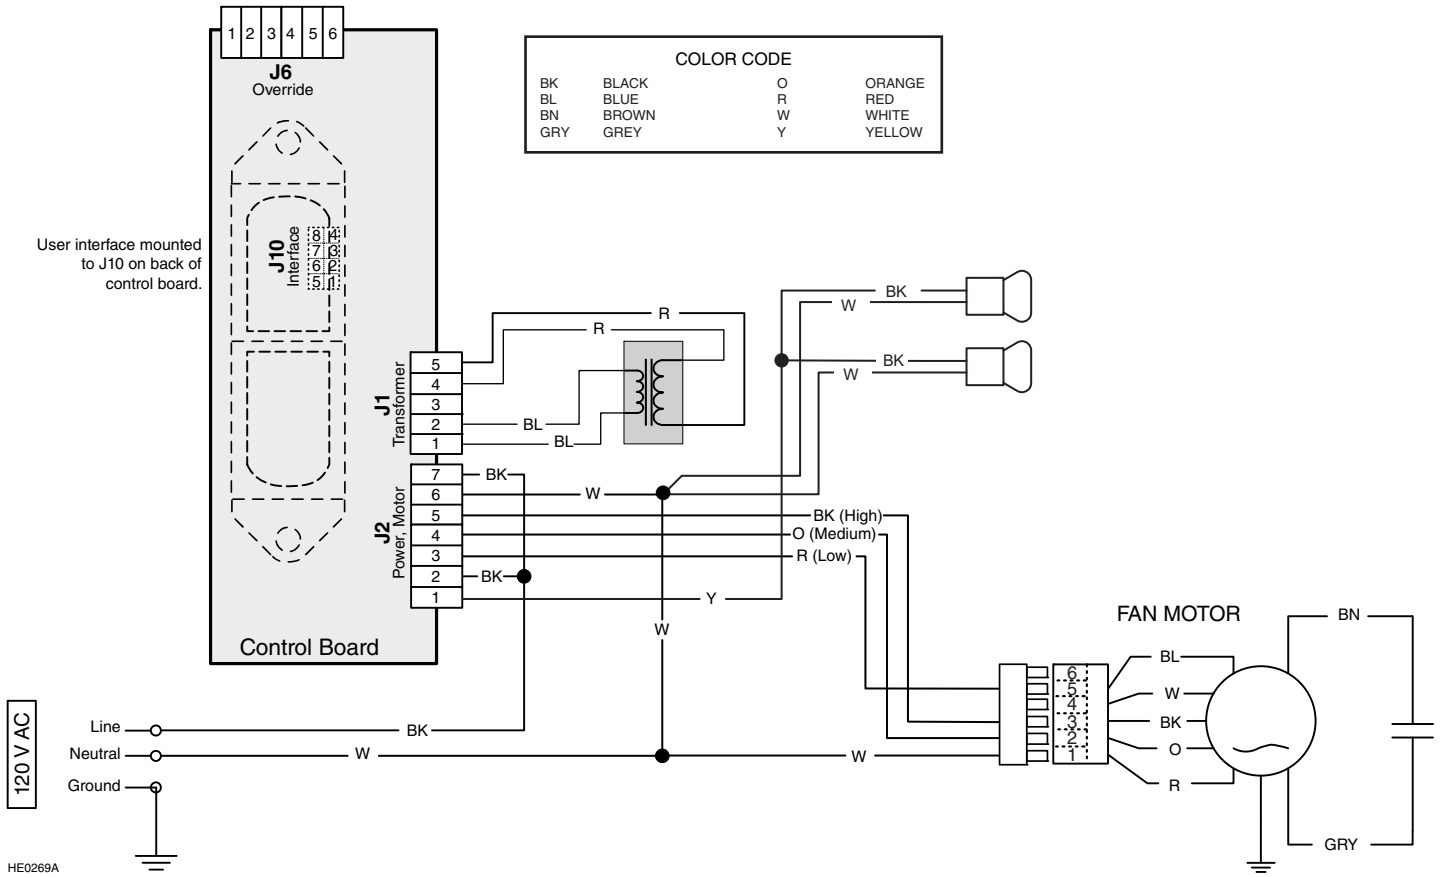 1 2 3 4 5 6
J6
Override
COLOR CODE
BK BLACK O ORANGE
BL BLUE R RED
BN BROWN W WHITE
GRY GREY Y YELLOW
User interface mounted
to J10 on back of
control board.
J10
Interface
8 4
7 3
6 2
5 1
J1
Transformer
5
4
3
2
1
R
R
BL
BL
BK
W
BK
W
J2
Power, Motor
7
6
5
4
3
2
1
BK
W
BK (High)
O (Medium)
R (Low)
BK
Y
W
Control Board
120 V AC
Line
BK
Neutral
W
W
Ground
FAN MOTOR
6
5
4
3
2
1
BL
W
BK
O
R
BN
GRY
HE0269A